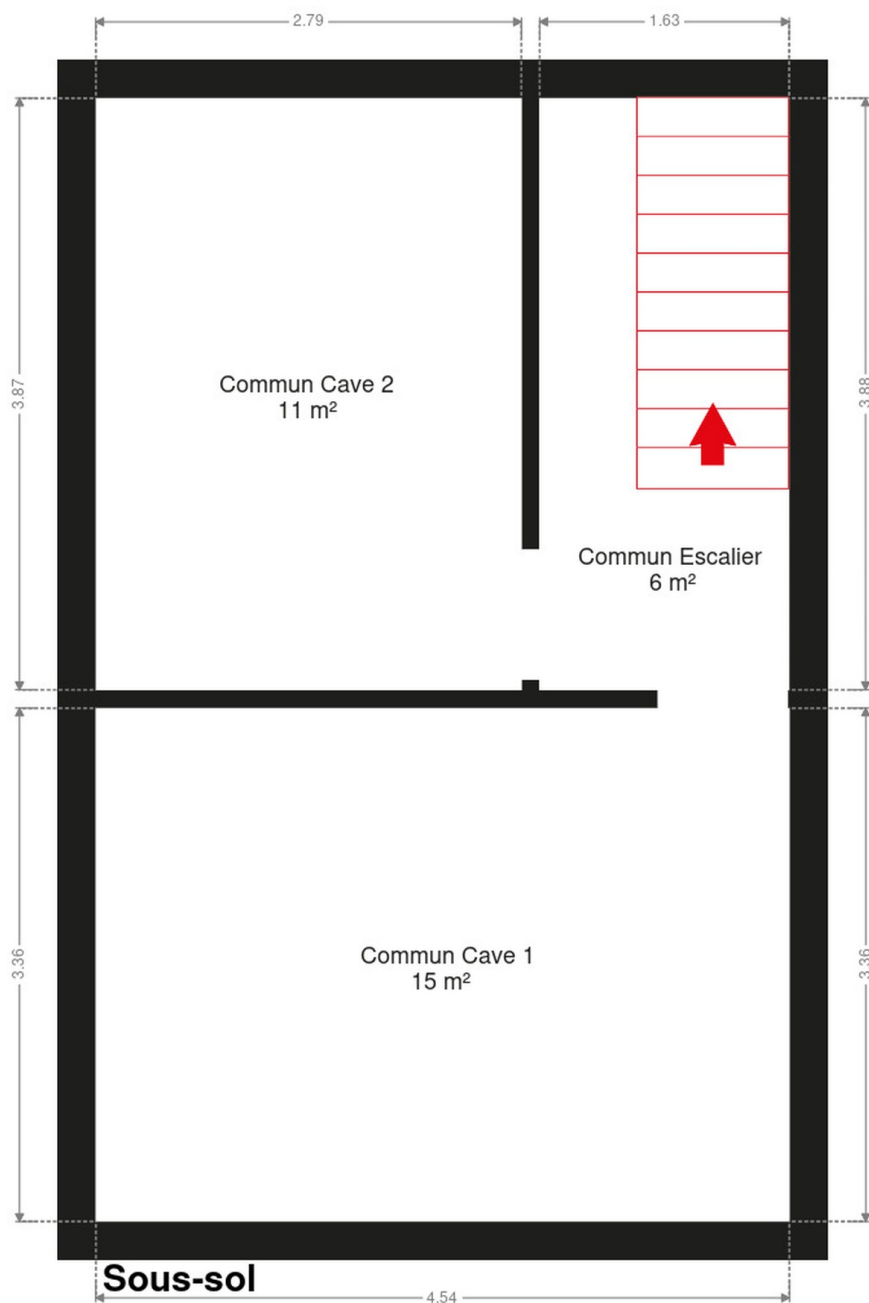 2.79
1.63
3.87
3.88
Commun Cave 2
11 m²
Commun Escalier
6 m²
3.36
3.36
Commun Cave 1
15 m²
Sous-sol
4.54